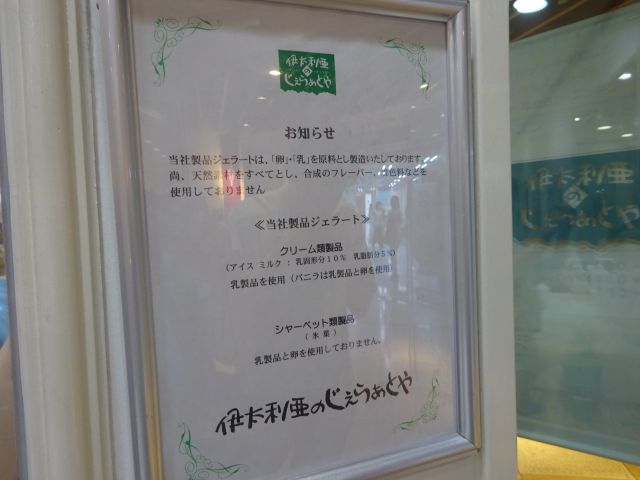 伊太利亜
の
じぇらぁとや
お知らせ
当社製品ジェラートは、「卵」・「乳」を原料とし製造いたしております
尚、天然素材をすべてとし、合成のフレーバー、着色料などを
使用しておりません
≪当社製品ジェラート≫
クリーム類製品
(アイス ミルク : 乳固形分10% 乳脂肪分5%)
乳製品を使用 (バニラは乳製品と卵を使用)
シャーベット類製品
( 氷 菓 )
乳製品と卵を使用しておりません。
伊太利亜のじぇらぁとや
伊太利亜
の
じぇらぁとや